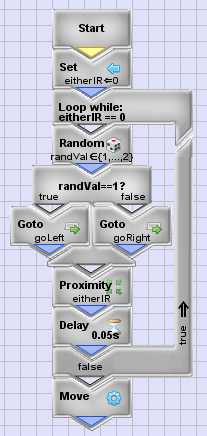 Start
Set
eitherIR⇐0
Loop while:
eitherIR == 0
Random
randVal∈{1,...,2}
randVal==1?
true false
Goto Goto
goLeft goRight
Proximity
eitherIR
Delay
0.05s
true
false
Move